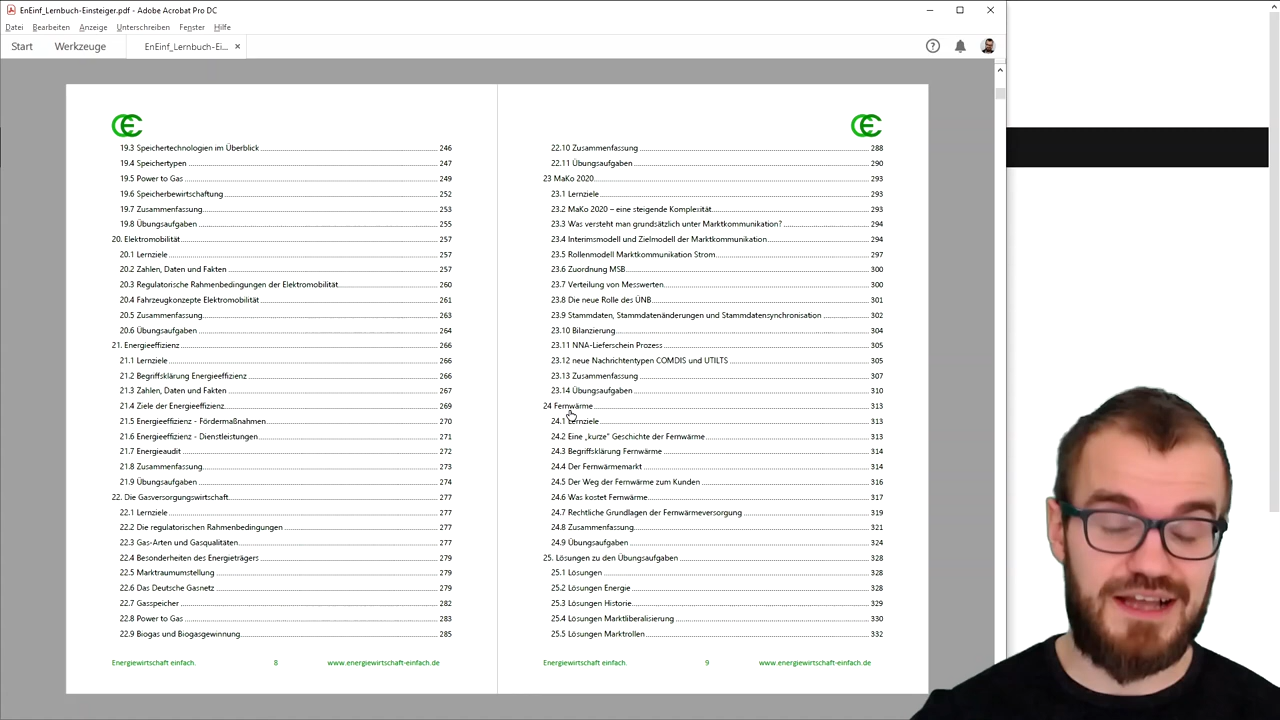 EnEinf_Lernbuch-Einsteiger.pdf - Adobe Acrobat Pro DC
Datei Bearbeiten Anzeige Unterschreiben Fenster Hilfe
Start Werkzeuge EnEinf_Lernbuch-Ei... ×
19.3 Speichertechnologien im Überblick 246
19.4 Speichertypen 247
19.5 Power to Gas 249
19.6 Speicherbewirtschaftung 252
19.7 Zusammenfassung 253
19.8 Übungsaufgaben 255
20. Elektromobilität 257
20.1 Lernziele 257
20.2 Zahlen, Daten und Fakten 257
20.3 Regulatorische Rahmenbedingungen der Elektromobilität 260
20.4 Fahrzeugkonzepte Elektromobilität 261
20.5 Zusammenfassung 263
20.6 Übungsaufgaben 264
21. Energieeffizienz 266
21.1 Lernziele 266
21.2 Begriffsklärung Energieeffizienz 266
21.3 Zahlen, Daten und Fakten 267
21.4 Ziele der Energieeffizienz 269
21.5 Energieeffizienz - Fördermaßnahmen 270
21.6 Energieeffizienz - Dienstleistungen 271
21.7 Energieaudit 272
21.8 Zusammenfassung 273
21.9 Übungsaufgaben 274
22. Die Gasversorgungswirtschaft 277
22.1 Lernziele 277
22.2 Die regulatorischen Rahmenbedingungen 277
22.3 Gas-Arten und Gasqualitäten 277
22.4 Besonderheiten des Energieträgers 279
22.5 Marktraumumstellung 279
22.6 Das Deutsche Gasnetz 279
22.7 Gasspeicher 282
22.8 Power to Gas 283
22.9 Biogas und Biogasgewinnung 285
Energiewirtschaft einfach. 8 www.energiewirtschaft-einfach.de
22.10 Zusammenfassung 288
22.11 Übungsaufgaben 290
23 MaKo 2020 293
23.1 Lernziele 293
23.2 MaKo 2020 – eine steigende Komplexität 293
23.3 Was versteht man grundsätzlich unter Marktkommunikation? 294
23.4 Interimsmodell und Zielmodell der Marktkommunikation 294
23.5 Rollenmodell Marktkommunikation Strom 297
23.6 Zuordnung MSB 300
23.7 Verteilung von Messwerten 300
23.8 Die neue Rolle des ÜNB 301
23.9 Stammdaten, Stammdatenänderungen und Stammdatensynchronisation 302
23.10 Bilanzierung 304
23.11 NNA-Lieferschein Prozess 305
23.12 neue Nachrichtentypen COMDIS und UTILTS 305
23.13 Zusammenfassung 307
23.14 Übungsaufgaben 310
24 Fernwärme 313
24.1 Lernziele 313
24.2 Eine „kurze“ Geschichte der Fernwärme 313
24.3 Begriffsklärung Fernwärme 314
24.4 Der Fernwärmemarkt 314
24.5 Der Weg der Fernwärme zum Kunden 316
24.6 Was kostet Fernwärme 317
24.7 Rechtliche Grundlagen der Fernwärmeversorgung 319
24.8 Zusammenfassung 321
24.9 Übungsaufgaben 324
25. Lösungen zu den Übungsaufgaben 328
25.1 Lösungen 328
25.2 Lösungen Energie 328
25.3 Lösungen Historie 329
25.4 Lösungen Marktliberalisierung 330
25.5 Lösungen Marktrollen 332
Energiewirtschaft einfach. 9 www.energiewirtschaft-einfach.de